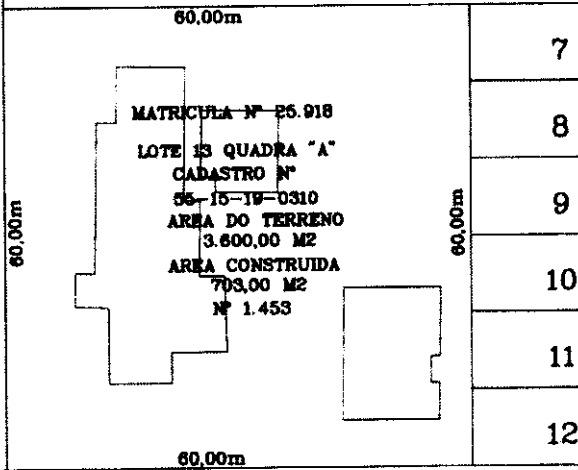 60,00m
7
MATRICULA Nº 25.918
8
LOTE 13 QUADRA "A"
CADASTRO Nº
55-15-19-0310
9
AREA DO TERRENO
3.600,00 M2
60,00m
60,00m
AREA CONSTRUIDA
10
703,00 M2
Nº 1.453
11
60,00m
12